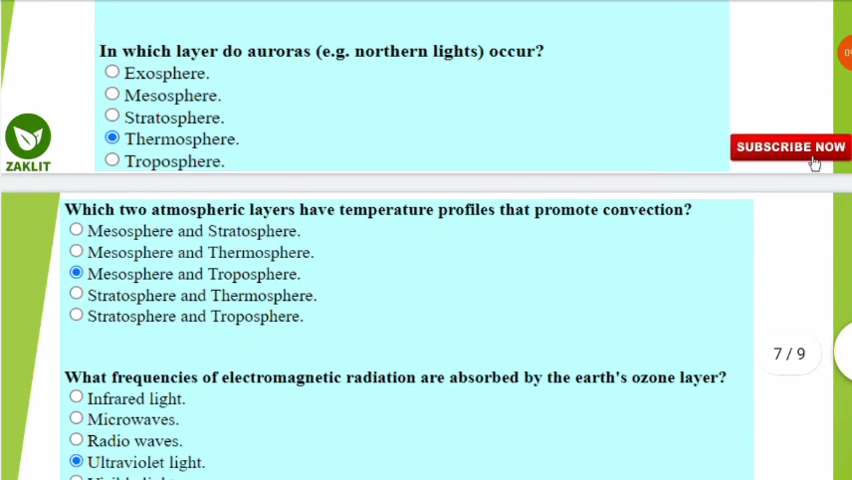 In which layer do auroras (e.g. northern lights) occur?
Exosphere.
Mesosphere.
Stratosphere.
Thermosphere.
Troposphere.
ZAKLIT
SUBSCRIBE NOW
Which two atmospheric layers have temperature profiles that promote convection?
Mesosphere and Stratosphere.
Mesosphere and Thermosphere.
Mesosphere and Troposphere.
Stratosphere and Thermosphere.
Stratosphere and Troposphere.
7 / 9
What frequencies of electromagnetic radiation are absorbed by the earth's ozone layer?
Infrared light.
Microwaves.
Radio waves.
Ultraviolet light.